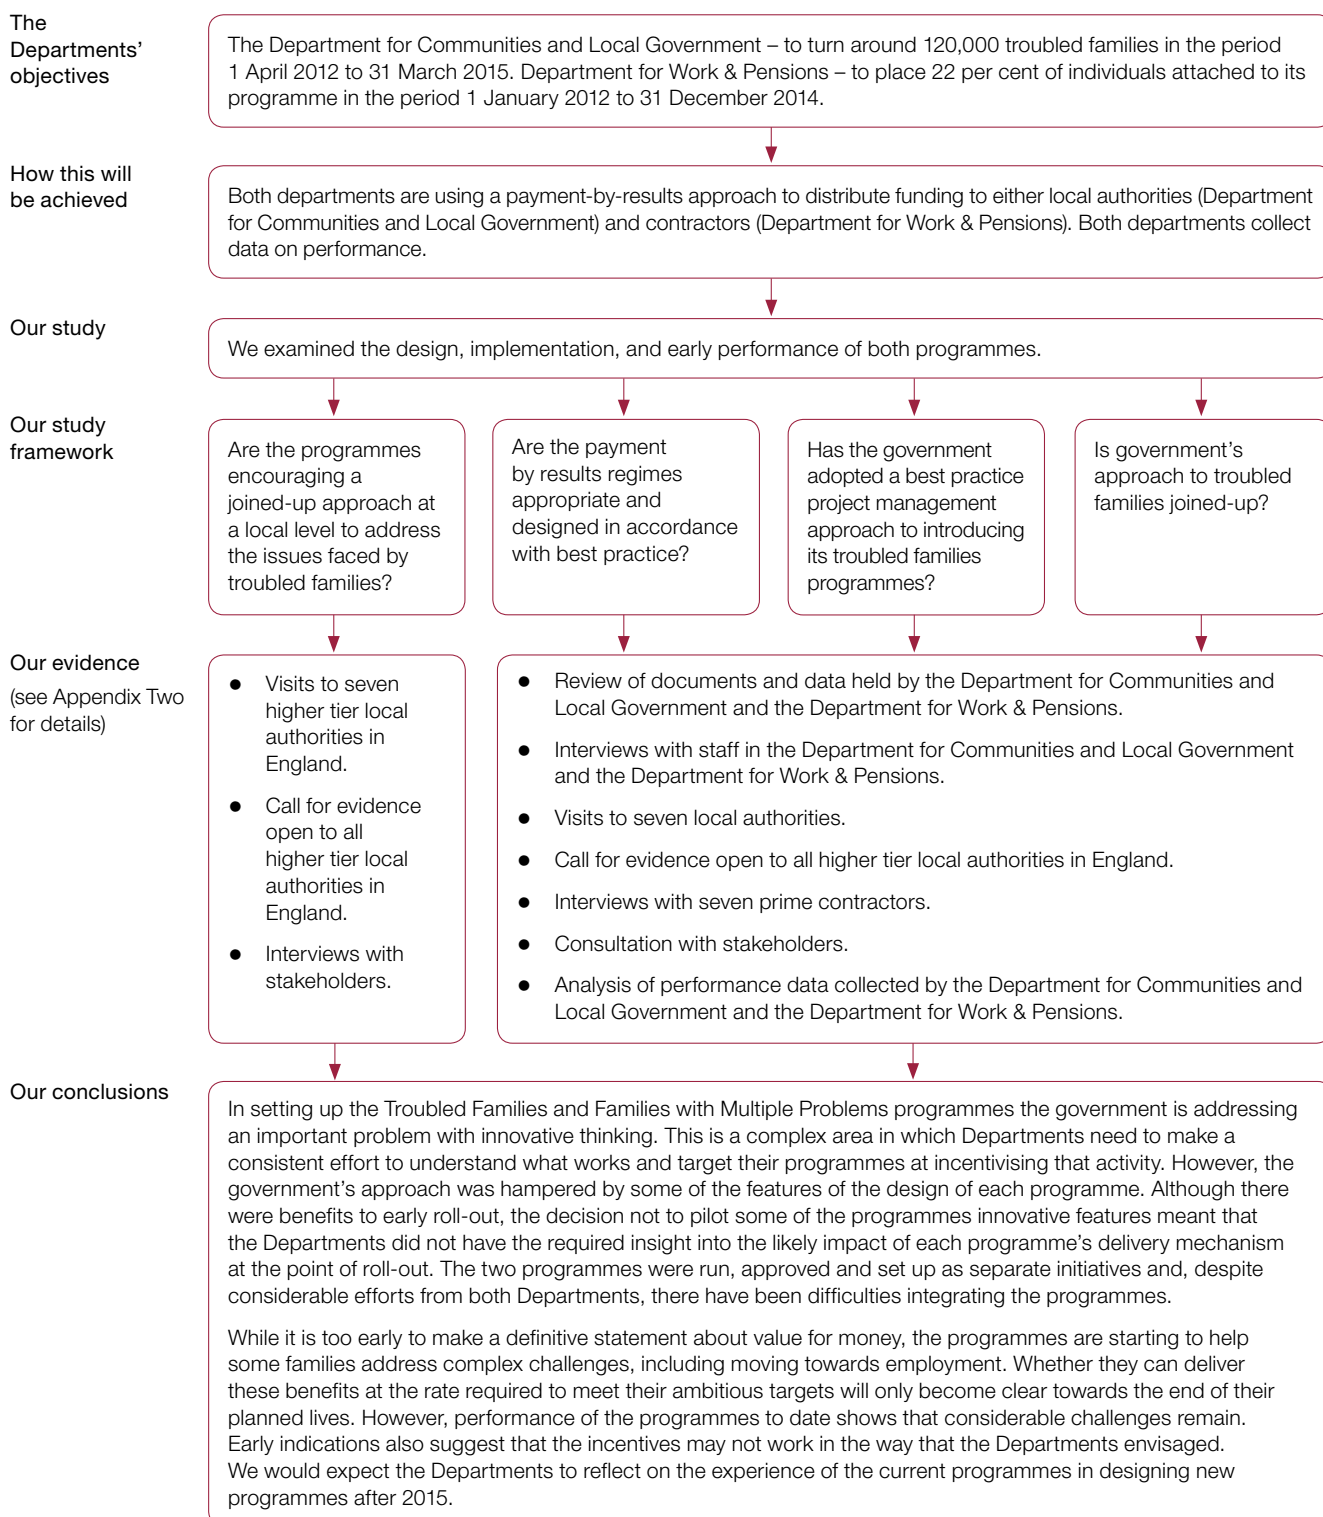 The
Departments’
objectives
The Department for Communities and Local Government – to turn around 120,000 troubled families in the period
1 April 2012 to 31 March 2015. Department for Work & Pensions – to place 22 per cent of individuals attached to its
programme in the period 1 January 2012 to 31 December 2014.
How this will
be achieved
Both departments are using a payment-by-results approach to distribute funding to either local authorities (Department
for Communities and Local Government) and contractors (Department for Work & Pensions). Both departments collect
data on performance.
Our study
We examined the design, implementation, and early performance of both programmes.
Our study
framework
Are the programmes
encouraging a
joined-up approach at
a local level to address
the issues faced by
troubled families?
Are the payment
by results regimes
appropriate and
designed in accordance
with best practice?
Has the government
adopted a best practice
project management
approach to introducing
its troubled families
programmes?
Is government’s
approach to troubled
families joined-up?
Our evidence
(see Appendix Two
for details)
● Visits to seven
higher tier local
authorities in
England.
● Call for evidence
open to all
higher tier local
authorities in
England.
● Interviews with
stakeholders.
● Review of documents and data held by the Department for Communities and
Local Government and the Department for Work & Pensions.
● Interviews with staff in the Department for Communities and Local Government
and the Department for Work & Pensions.
● Visits to seven local authorities.
● Call for evidence open to all higher tier local authorities in England.
● Interviews with seven prime contractors.
● Consultation with stakeholders.
● Analysis of performance data collected by the Department for Communities and
Local Government and the Department for Work & Pensions.
Our conclusions
In setting up the Troubled Families and Families with Multiple Problems programmes the government is addressing
an important problem with innovative thinking. This is a complex area in which Departments need to make a
consistent effort to understand what works and target their programmes at incentivising that activity. However, the
government’s approach was hampered by some of the features of the design of each programme. Although there
were benefits to early roll-out, the decision not to pilot some of the programmes innovative features meant that
the Departments did not have the required insight into the likely impact of each programme’s delivery mechanism
at the point of roll-out. The two programmes were run, approved and set up as separate initiatives and, despite
considerable efforts from both Departments, there have been difficulties integrating the programmes.
While it is too early to make a definitive statement about value for money, the programmes are starting to help
some families address complex challenges, including moving towards employment. Whether they can deliver
these benefits at the rate required to meet their ambitious targets will only become clear towards the end of their
planned lives. However, performance of the programmes to date shows that considerable challenges remain.
Early indications also suggest that the incentives may not work in the way that the Departments envisaged.
We would expect the Departments to reflect on the experience of the current programmes in designing new
programmes after 2015.